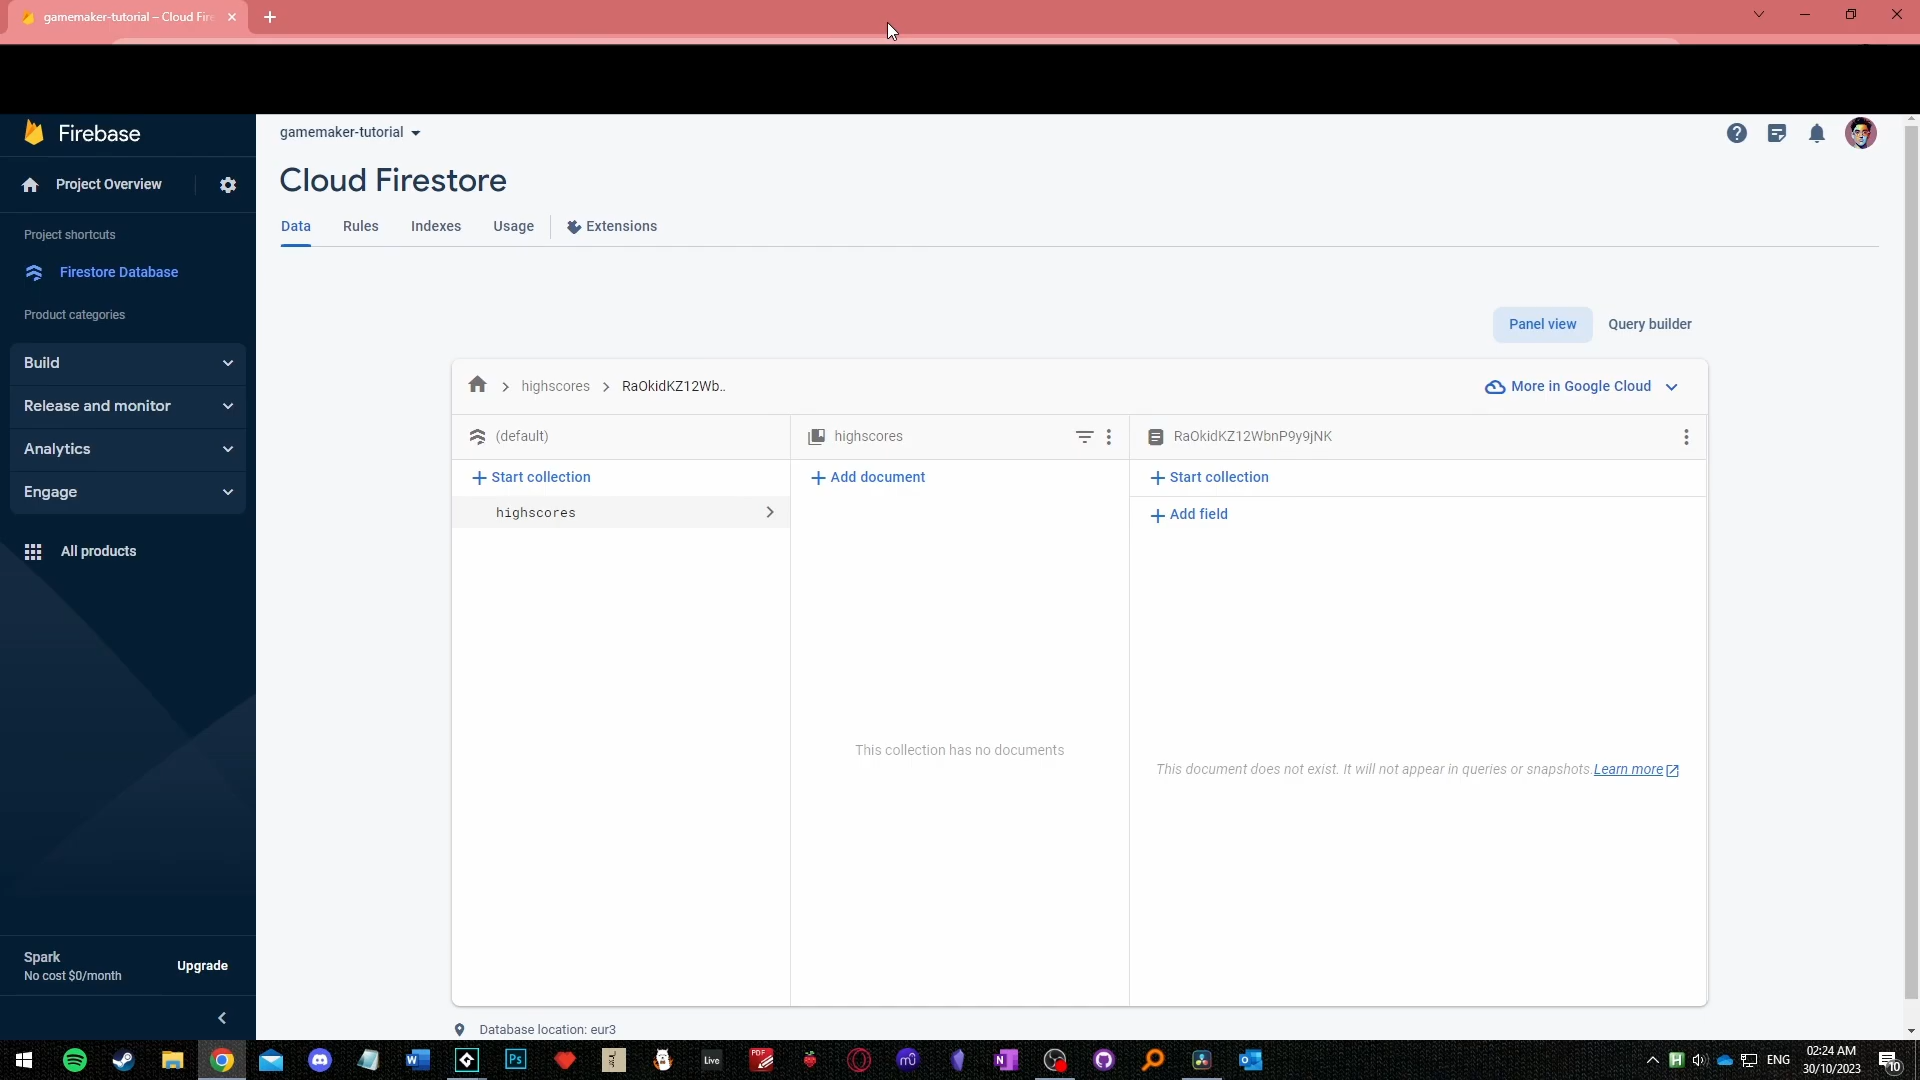 gamemaker-tutorial – Cloud Fire
Firebase
gamemaker-tutorial
Project Overview
Cloud Firestore
Data
Rules
Indexes
Usage
Extensions
Project shortcuts
Firestore Database
Product categories
Build
Release and monitor
Analytics
Engage
All products
Panel view
Query builder
highscores
RaOkidKZ12Wb..
More in Google Cloud
(default)
highscores
RaOkidKZ12WbnP9y9jNK
+ Start collection
+ Add document
+ Start collection
highscores
+ Add field
This collection has no documents
This document does not exist. It will not appear in queries or snapshots. Learn more
Spark
No cost $0/month
Upgrade
Database location: eur3
Live
PDF
ENG
02:24 AM
30/10/2023
10